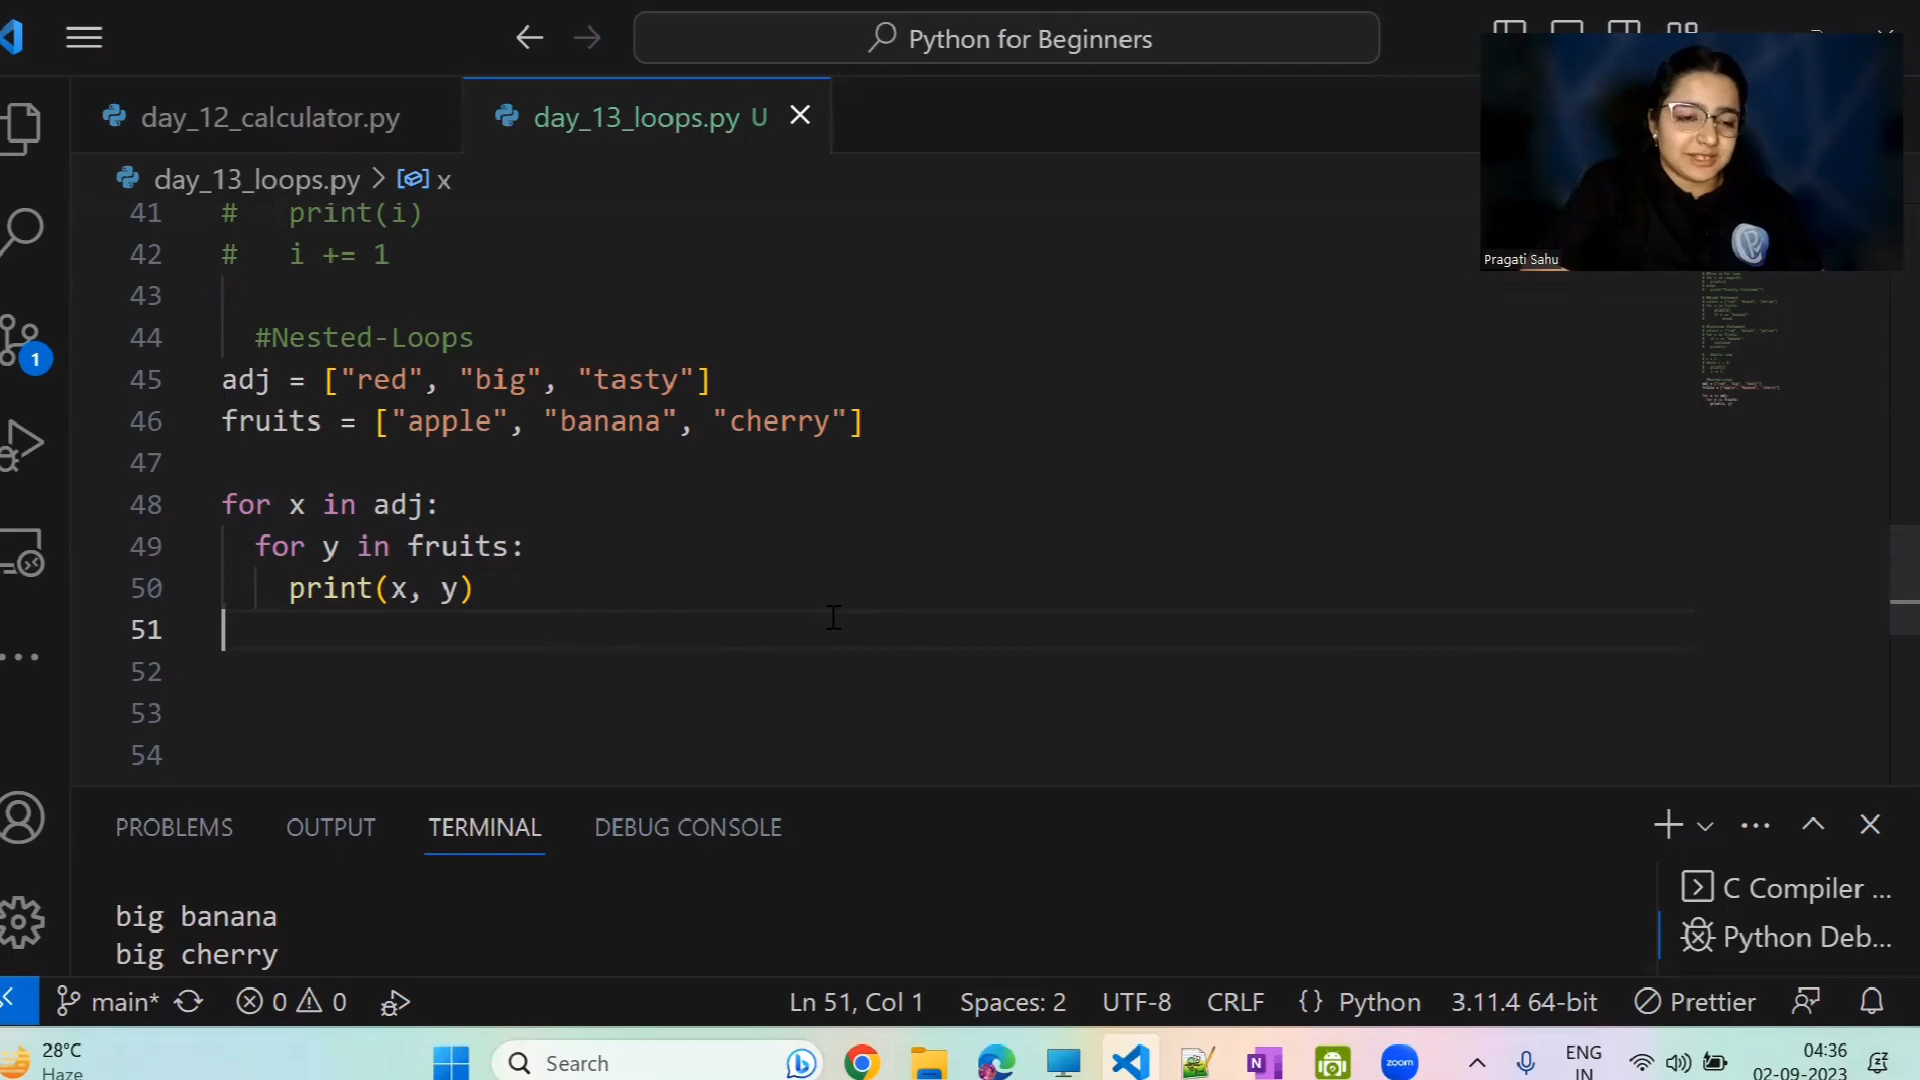 Python for Beginners
day_12_calculator.py
day_13_loops.py U
day_13_loops.py > x
Pragati Sahu
41 #   print(i)
42 #   i += 1
43
44   #Nested-Loops
45 adj = ["red", "big", "tasty"]
46 fruits = ["apple", "banana", "cherry"]
47
48 for x in adj:
49   for y in fruits:
50     print(x, y)
51
52
53
54
1
PROBLEMS OUTPUT TERMINAL DEBUG CONSOLE
big banana
big cherry
C Compiler ...
Python Deb...
main* 0 0 Ln 51, Col 1 Spaces: 2 UTF-8 CRLF {} Python 3.11.4 64-bit Prettier
28°C
Haze
Search
zoom
ENG
IN
04:36
02-09-2023